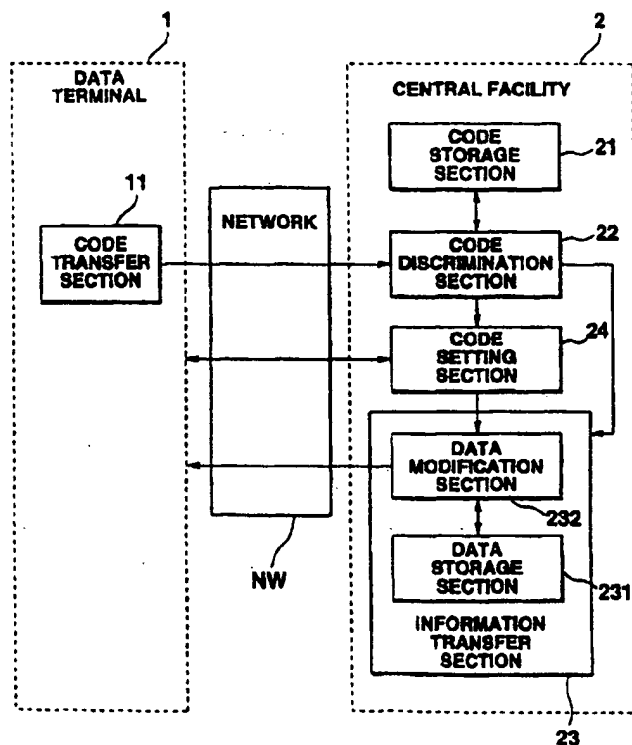 1
DATA
TERMINAL
11
CODE
TRANSFER
SECTION
NETWORK
NW
2
CENTRAL FACILITY
CODE
STORAGE
SECTION
21
CODE
DISCRIMINATION
SECTION
22
CODE
SETTING
SECTION
24
DATA
MODIFICATION
SECTION
232
DATA
STORAGE
SECTION
231
INFORMATION
TRANSFER
SECTION
23